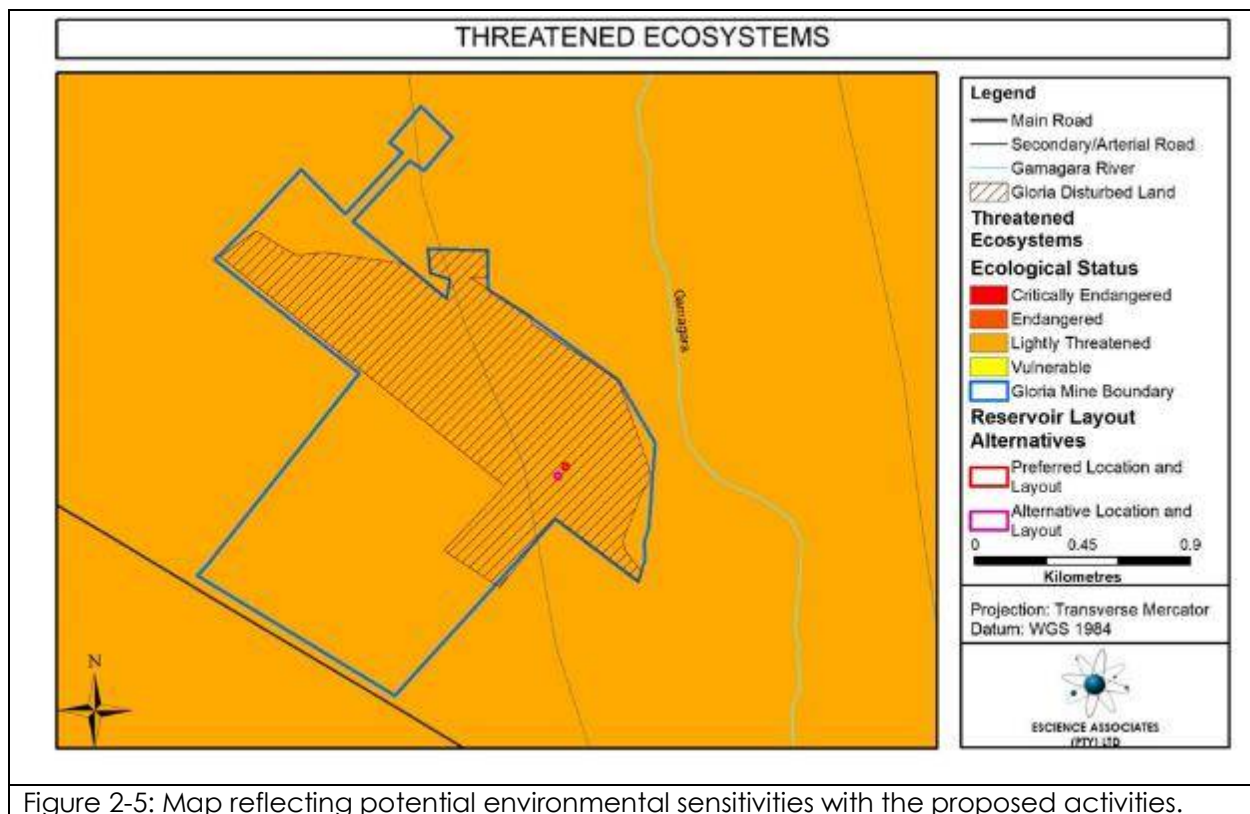 THREATENED ECOSYSTEMS
Gamagara
N
Legend
Main Road
Secondary/Arterial Road
Gamagara River
Gloria Disturbed Land
Threatened
Ecosystems
Ecological Status
Critically Endangered
Endangered
Lightly Threatened
Vulnerable
Gloria Mine Boundary
Reservoir Layout
Alternatives
Preferred Location and
Layout
Alternative Location and
Layout
0 0.45 0.9
Kilometres
Projection: Transverse Mercator
Datum: WGS 1984
ESCIENCE ASSOCIATES
(PTY) LTD
Figure 2-5: Map reflecting potential environmental sensitivities with the proposed activities.